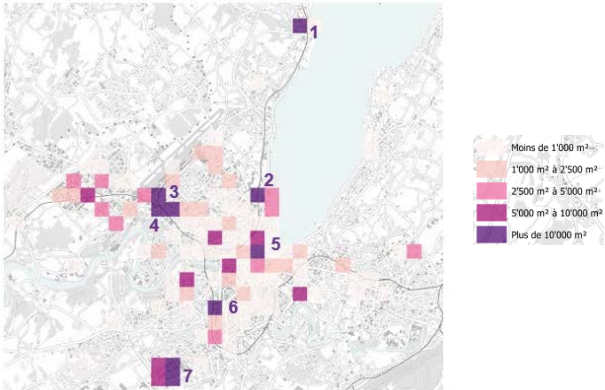 1
2
3
4
5
6
7
Moins de 1'000 m²
1'000 m² à 2'500 m²
2'500 m² à 5'000 m²
5'000 m² à 10'000 m²
Plus de 10'000 m²